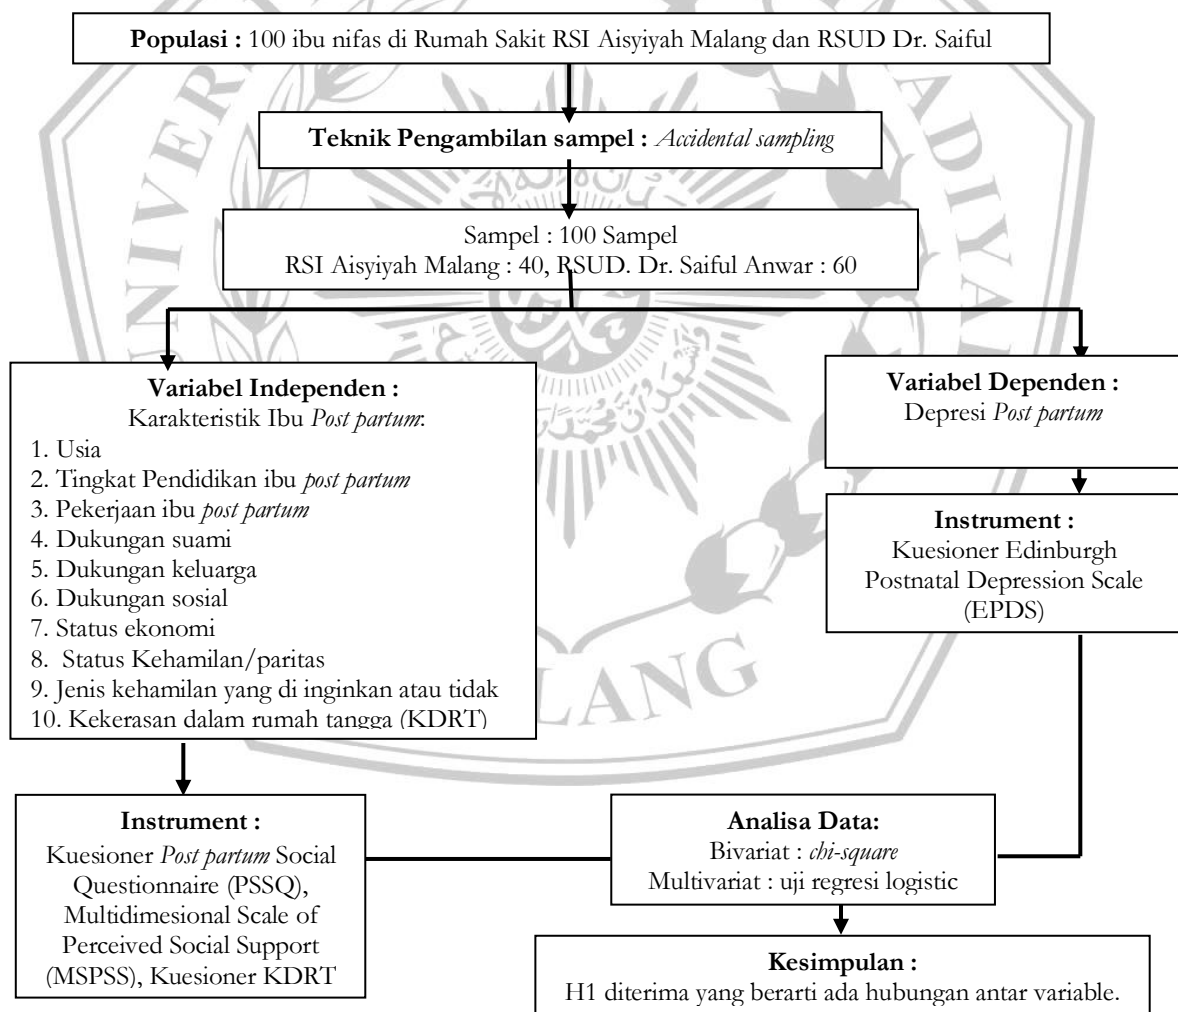 Populasi : 100 ibu nifas di Rumah Sakit RSI Aisyiyah Malang dan RSUD Dr. Saiful
Teknik Pengambilan sampel : Accidental sampling
Sampel : 100 Sampel
RSI Aisyiyah Malang : 40, RSUD. Dr. Saiful Anwar : 60
Variabel Independen :
Karakteristik Ibu Post partum:
1. Usia
2. Tingkat Pendidikan ibu post partum
3. Pekerjaan ibu post partum
4. Dukungan suami
5. Dukungan keluarga
6. Dukungan sosial
7. Status ekonomi
8. Status Kehamilan/paritas
9. Jenis kehamilan yang di inginkan atau tidak
10. Kekerasan dalam rumah tangga (KDRT)
Variabel Dependen :
Depresi Post partum
Instrument :
Kuesioner Edinburgh
Postnatal Depression Scale
(EPDS)
Instrument :
Kuesioner Post partum Social
Questionnaire (PSSQ),
Multidimesional Scale of
Perceived Social Support
(MSPSS), Kuesioner KDRT
Analisa Data:
Bivariat : chi-square
Multivariat : uji regresi logistic
Kesimpulan :
H1 diterima yang berarti ada hubungan antar variable.